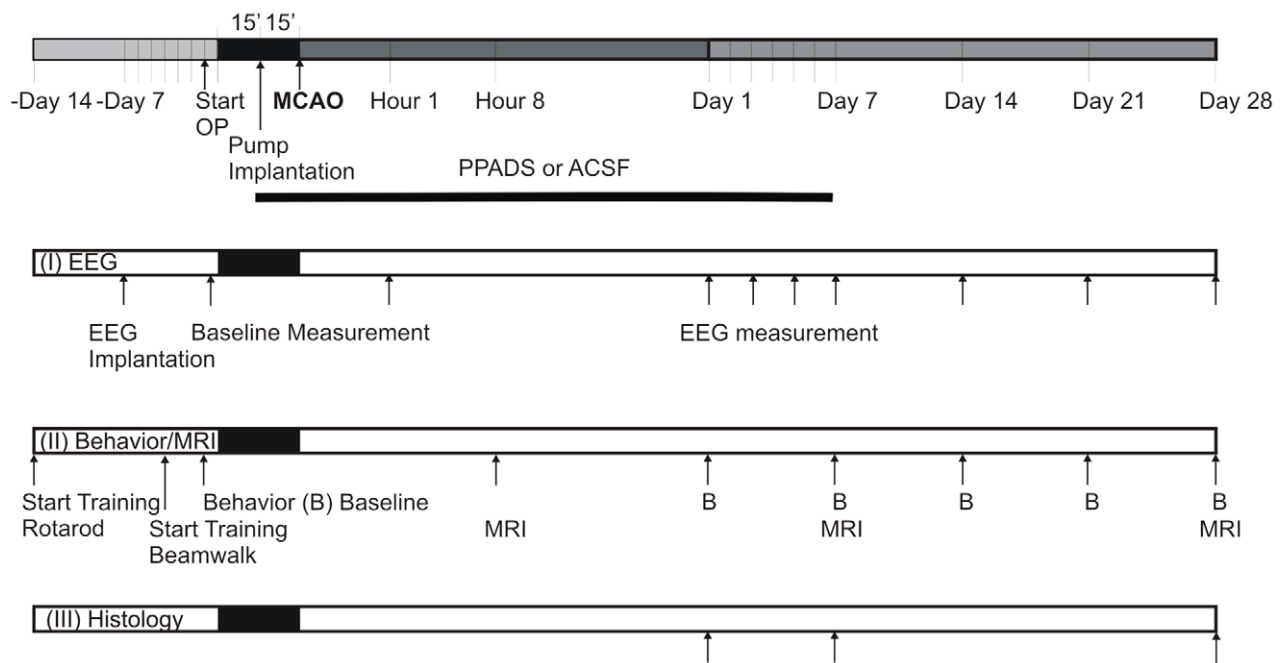 15’ 15’
-Day 14 -Day 7 Start OP MCAO Hour 1 Hour 8 Day 1 Day 7 Day 14 Day 21 Day 28
Pump
Implantation
PPADS or ACSF
(I) EEG
EEG
Implantation
Baseline Measurement
EEG measurement
(II) Behavior/MRI
Start Training
Rotarod
Start Training
Beamwalk
Behavior (B) Baseline
MRI
B
B
MRI
B
B
B
MRI
(III) Histology